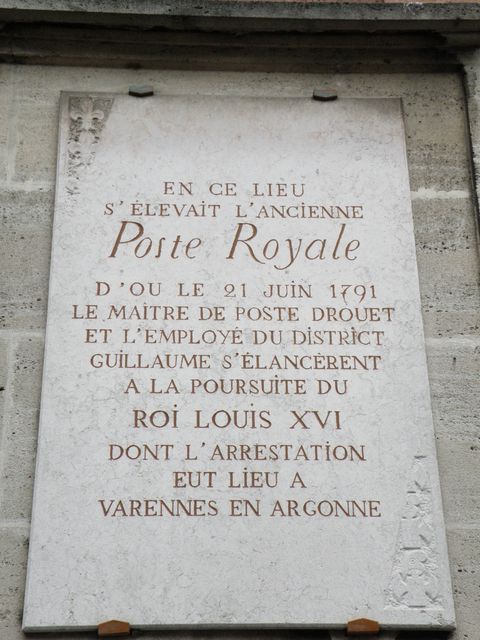 EN CE LIEU
S'ÉLEVAIT L'ANCIENNE
Poste Royale
D'OU LE 21 JUIN 1791
LE MAITRE DE POSTE DROUET
ET L'EMPLOYÉ DU DISTRICT
GUILLAUME S'ÉLANCÈRENT
A LA POURSUITE DU
ROI LOUIS XVI
DONT L'ARRESTATION
EUT LIEU A
VARENNES EN ARGONNE